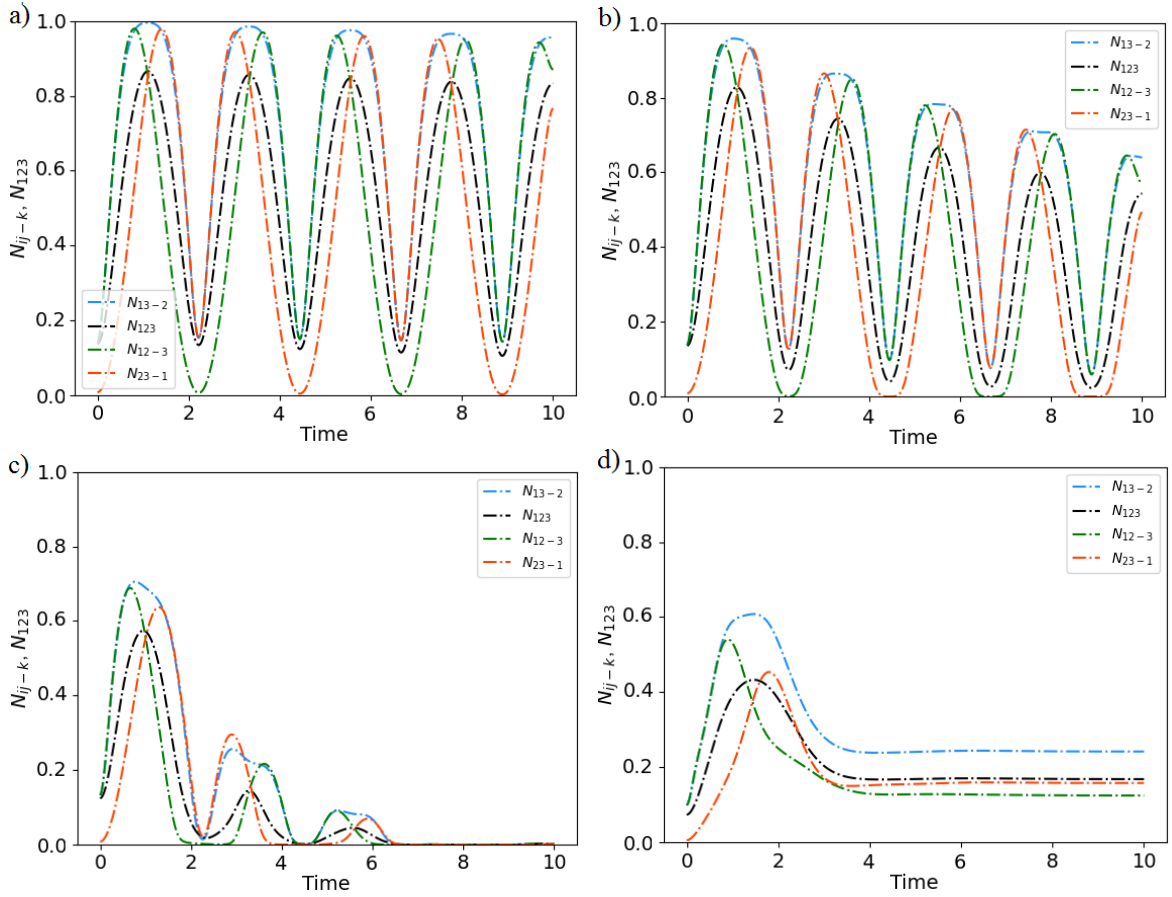 a)
1.0
0.8
0.6
0.4
0.2
0.0
N_{ij-k}, N_{123}
N_{13-2}
N_{123}
N_{12-3}
N_{23-1}
0 2 4 6 8 10
Time
b)
1.0
0.8
0.6
0.4
0.2
0.0
N_{ij-k}, N_{123}
N_{13-2}
N_{123}
N_{12-3}
N_{23-1}
0 2 4 6 8 10
Time
c)
1.0
0.8
0.6
0.4
0.2
0.0
N_{ij-k}, N_{123}
N_{13-2}
N_{123}
N_{12-3}
N_{23-1}
0 2 4 6 8 10
Time
d)
1.0
0.8
0.6
0.4
0.2
0.0
N_{ij-k}, N_{123}
N_{13-2}
N_{123}
N_{12-3}
N_{23-1}
0 2 4 6 8 10
Time